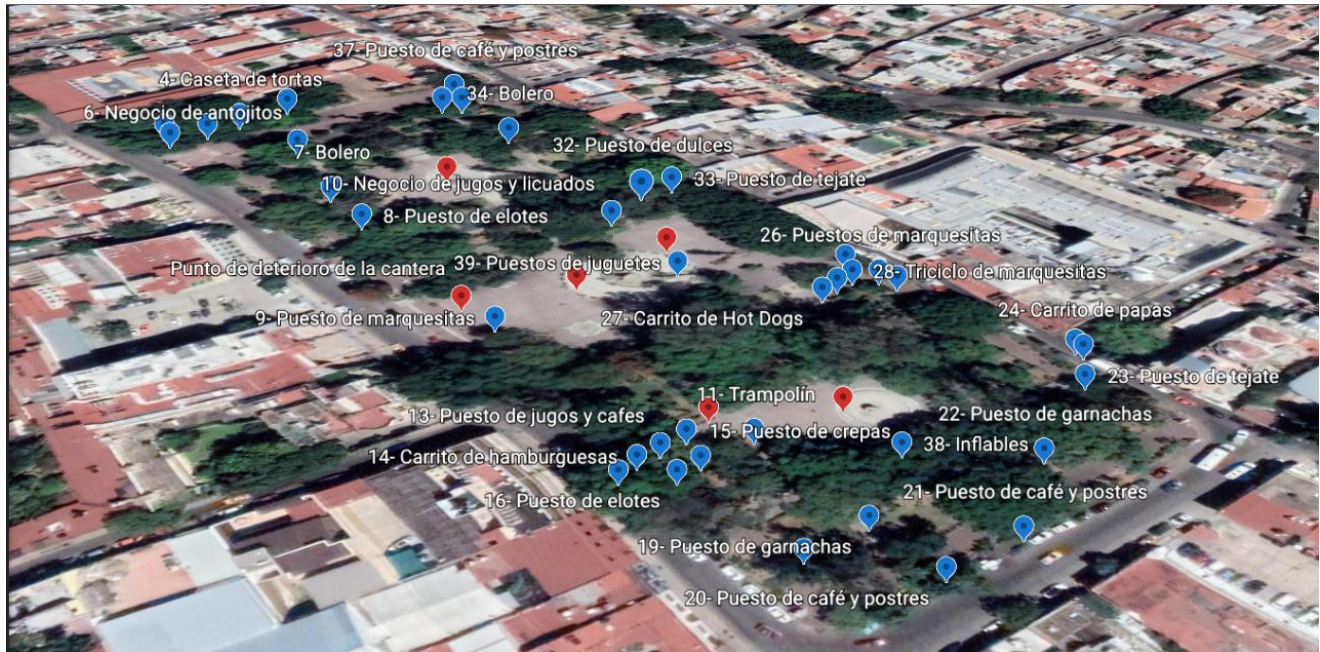 37- Puesto de café y postres
4- Caseta de tortas
34- Bolero
6- Negocio de antojitos
7- Bolero
32- Puesto de dulces
10- Negocio de jugos y licuados
33- Puesto de tejate
8- Puesto de elotes
26- Puestos de marquesitas
Punto de deterioro de la cantera
39- Puestos de juguetes
28- Triciclo de marquesitas
9- Puesto de marquesitas
27- Carrito de Hot Dogs
24- Carrito de papas
23- Puesto de tejate
11- Trampolín
13- Puesto de jugos y cafes
22- Puesto de garnachas
15- Puesto de crepas
38- Inflables
14- Carrito de hamburguesas
16- Puesto de elotes
21- Puesto de café y postres
19- Puesto de garnachas
20- Puesto de café y postres